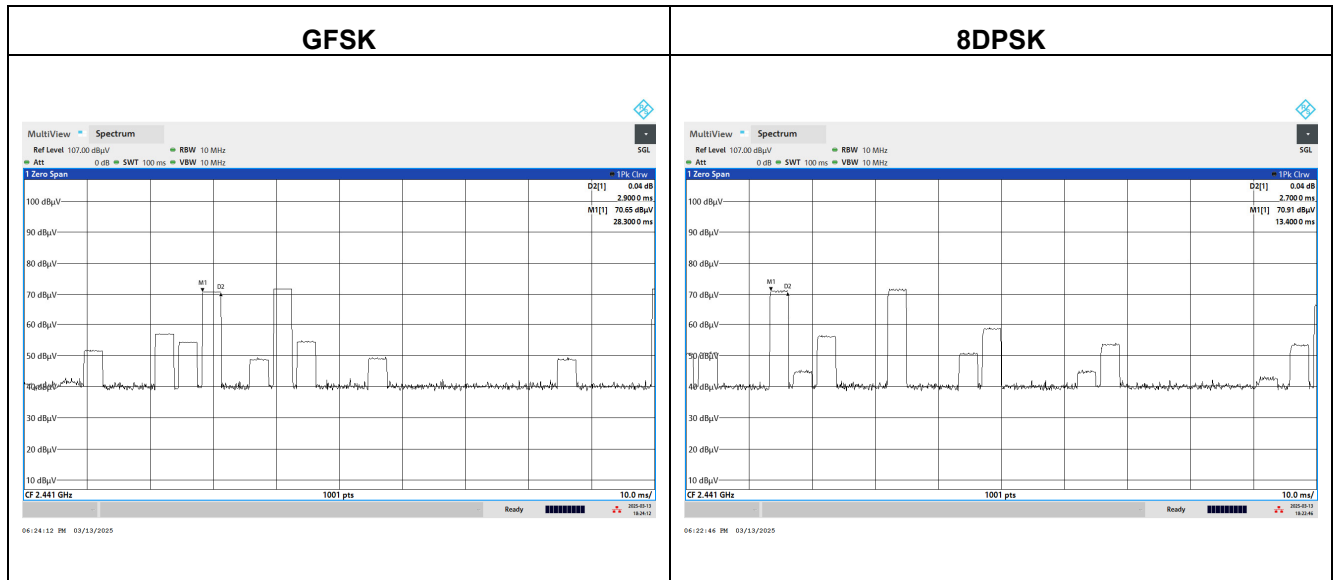 GFSK
8DPSK
MultiView Spectrum
Ref Level 107.00 dBµV RBW 10 MHz SGL
Att 0 dB SWT 100 ms VBW 10 MHz
1 Zero Span 1Pk Clrw
D2[1] 0.04 dB
2.900 0 ms
M1[1] 70.65 dBµV
28.300 0 ms
100 dBµV
90 dBµV
80 dBµV
M1 D2
70 dBµV
60 dBµV
50 dBµV
40 dBµV
30 dBµV
20 dBµV
10 dBµV
CF 2.441 GHz 1001 pts 10.0 ms/
Ready 2025-03-13
18:24:12
06:24:12 PM 03/13/2025
MultiView Spectrum
Ref Level 107.00 dBµV RBW 10 MHz SGL
Att 0 dB SWT 100 ms VBW 10 MHz
1 Zero Span 1Pk Clrw
D2[1] 0.04 dB
2.700 0 ms
M1[1] 70.91 dBµV
13.400 0 ms
100 dBµV
90 dBµV
80 dBµV
M1 D2
70 dBµV
60 dBµV
50 dBµV
40 dBµV
30 dBµV
20 dBµV
10 dBµV
CF 2.441 GHz 1001 pts 10.0 ms/
Ready 2025-03-13
18:22:46
06:22:46 PM 03/13/2025